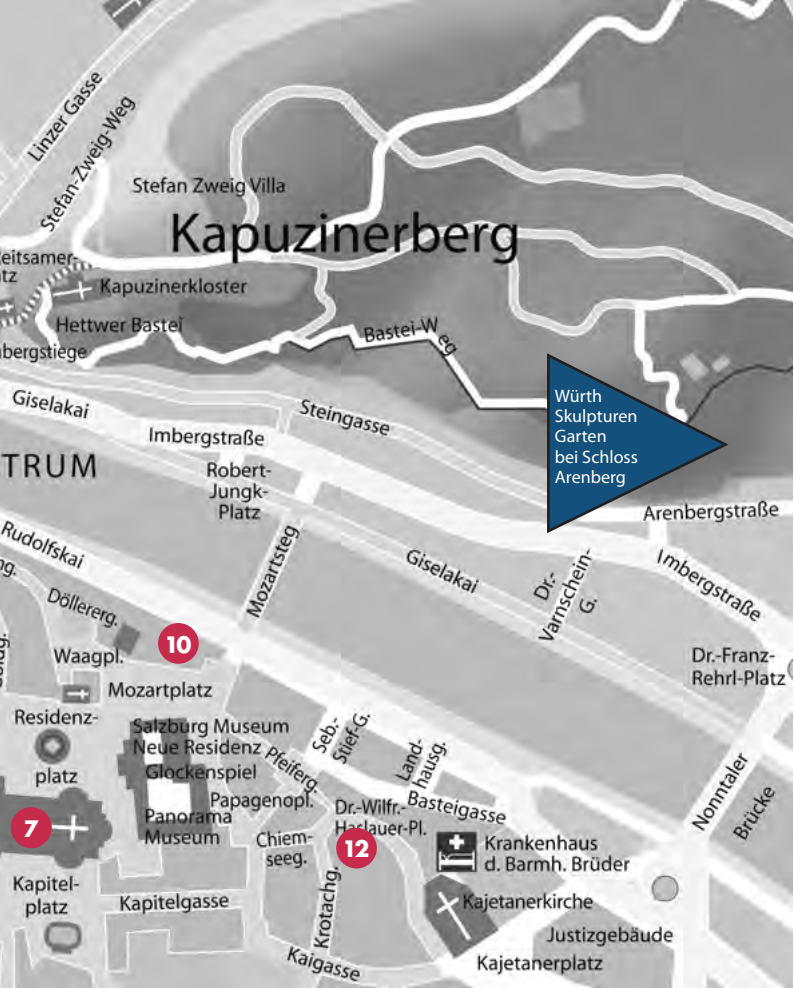 Linzer Gasse
Stefan-Zweig-Weg
Stefan Zweig Villa
Kapuzinerberg
eitsamer-
tz
Kapuzinerkloster
Hettwer Bastei
bergstiege
Bastei-Weg
Würth
Skulpturen
Garten
bei Schloss
Arenberg
Giselakai
Steingasse
Imbergstraße
TRUM
Robert-
Jungk-
Platz
Arenbergstraße
Rudolfskai
Mozartsteg
Giselakai
Dr.-
Varnschein-
G.
Imbergstraße
ng.
Döllererg.
10
Waagpl.
Mozartplatz
Dr.-Franz-
Rehrl-Platz
Residenz-
platz
Salzburg Museum
Neue Residenz
Glockenspiel
Pfeiferg.
Seb.-
Stief-G.
Land-
hausg.
Papagenopl.
Panorama
Museum
Dr.-Wilfr.-
Haslauer-Pl.
Basteigasse
Nonntaler
Brücke
7
Chiem-
seeg.
12
Krankenhaus
d. Barmh. Brüder
Kapitel-
platz
Kapitelgasse
Krotachg.
Kajetanerkirche
Justizgebäude
Kaigasse
Kajetanerplatz